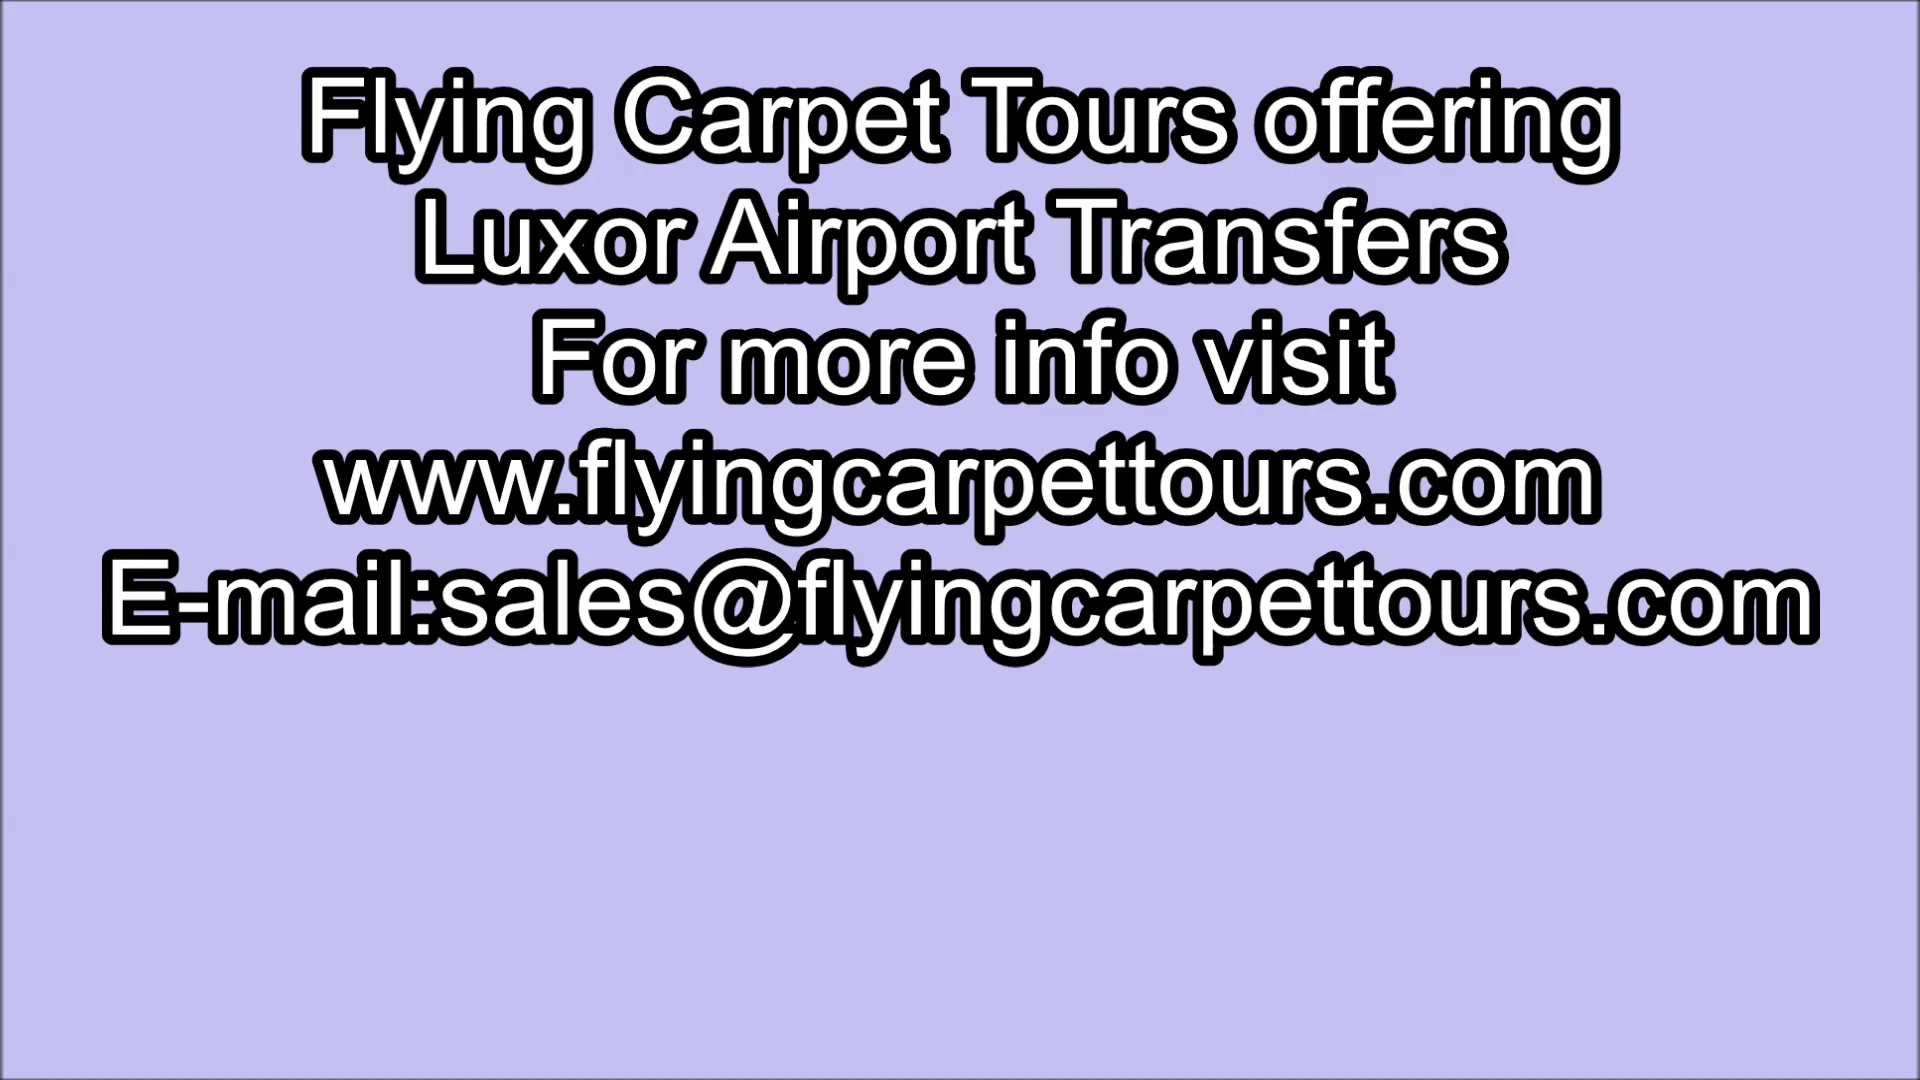 Flying Carpet Tours offering
Luxor Airport Transfers
For more info visit
www.flyingcarpettours.com
E-mail:sales@flyingcarpettours.com